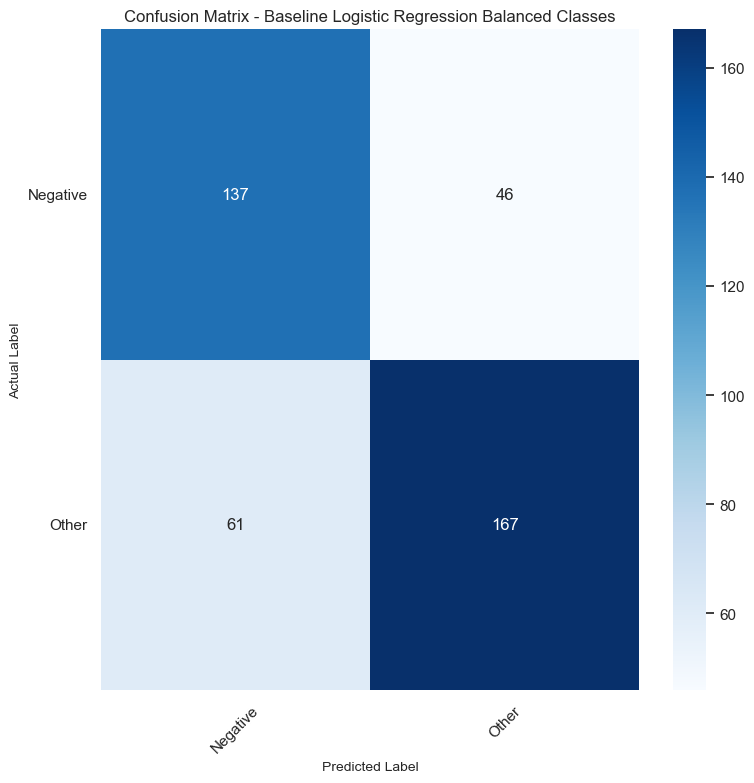 Confusion Matrix - Baseline Logistic Regression Balanced Classes
Actual Label
Negative
137
46
Other
61
167
Negative
Other
Predicted Label
160
140
120
100
80
60